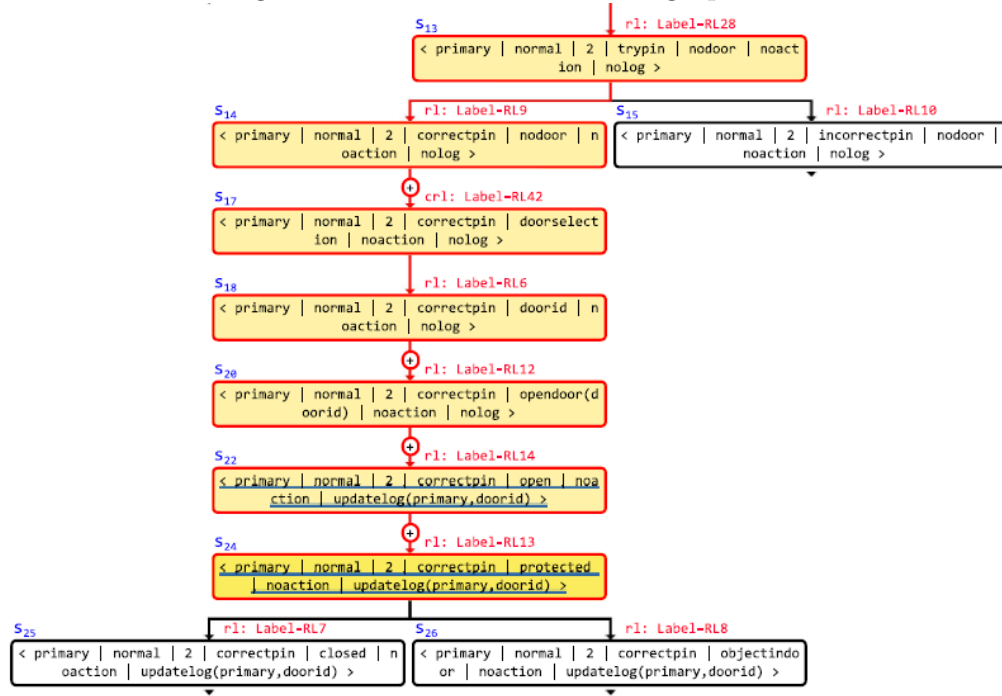 S13
rl: Label-RL28
< primary | normal | 2 | trypin | nodoor | noact
ion | nolog >
S14
rl: Label-RL9
S15
rl: Label-RL10
< primary | normal | 2 | correctpin | nodoor | n
oaction | nolog >
< primary | normal | 2 | incorrectpin | nodoor |
noaction | nolog >
+
S17
crl: Label-RL42
< primary | normal | 2 | correctpin | doorselect
ion | noaction | nolog >
S18
rl: Label-RL6
< primary | normal | 2 | correctpin | doorid | n
oaction | nolog >
+
S20
rl: Label-RL12
< primary | normal | 2 | correctpin | opendoor(d
oorid) | noaction | nolog >
+
S22
rl: Label-RL14
< primary | normal | 2 | correctpin | open | noa
ction | updatelog(primary,doorid) >
+
S24
rl: Label-RL13
< primary | normal | 2 | correctpin | protected
| noaction | updatelog(primary,doorid) >
S25
rl: Label-RL7
S26
rl: Label-RL8
< primary | normal | 2 | correctpin | closed | n
oaction | updatelog(primary,doorid) >
< primary | normal | 2 | correctpin | objectindo
or | noaction | updatelog(primary,doorid) >